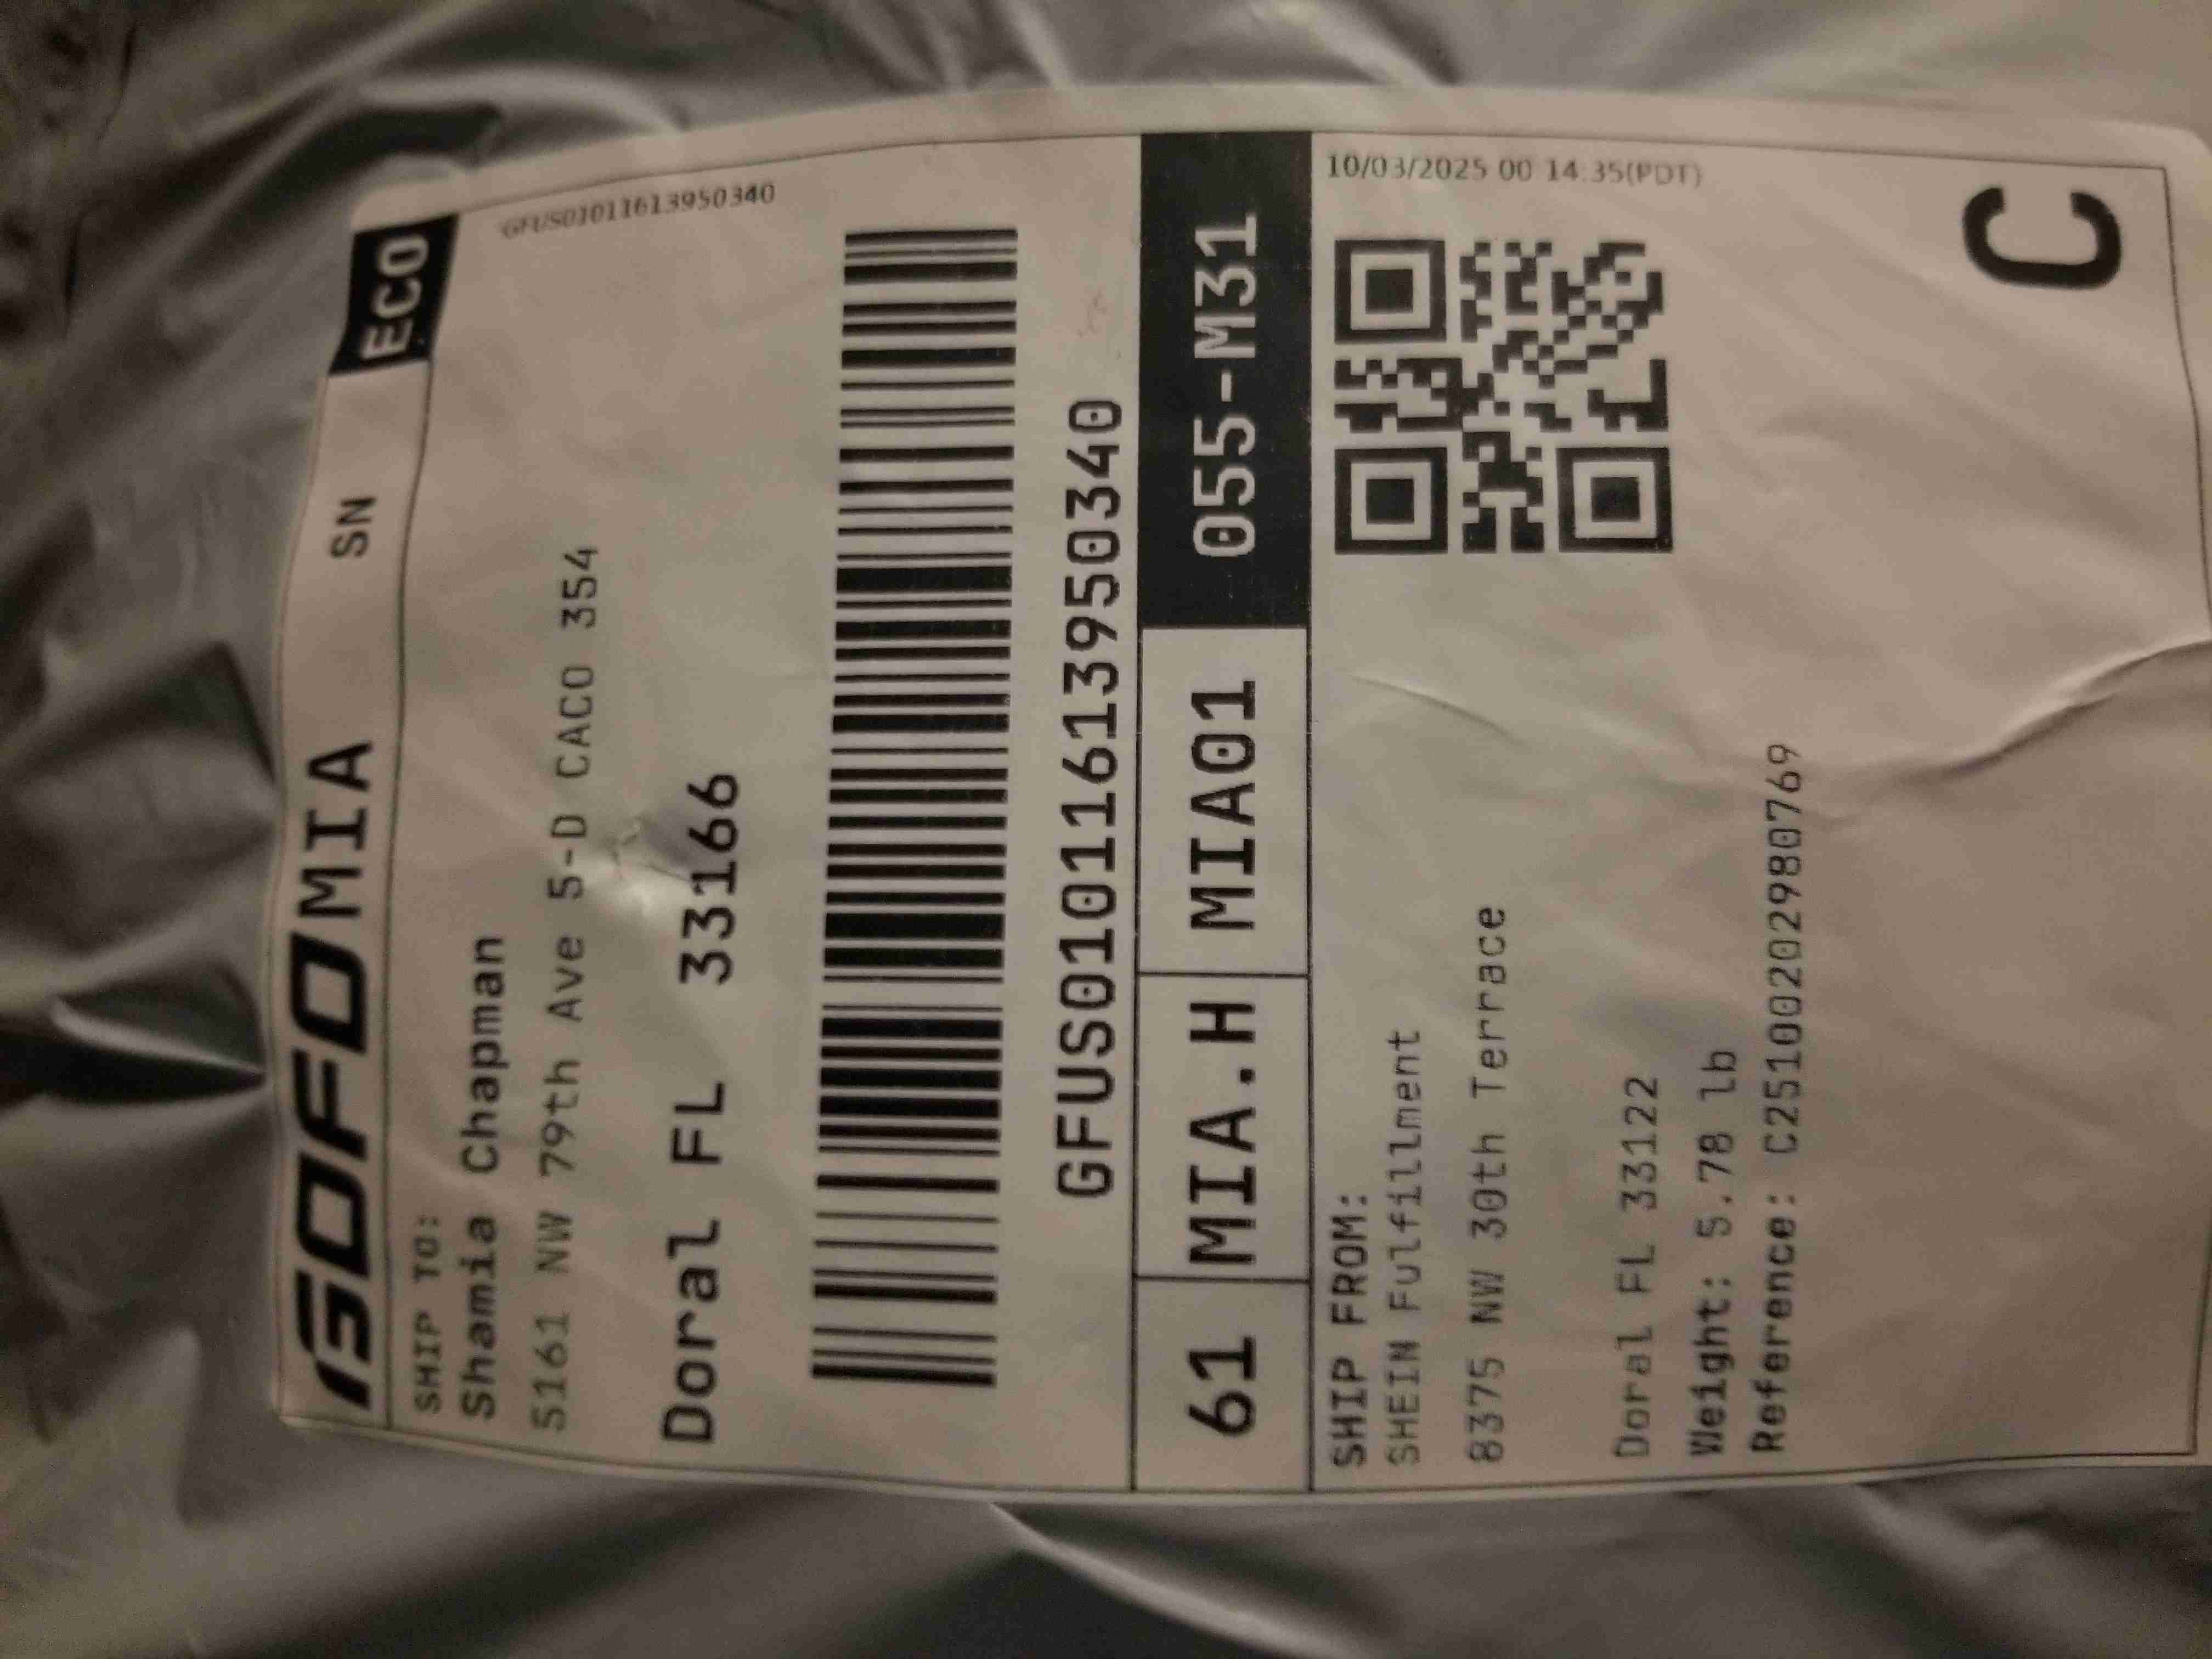 GOFO MIA SN ECO
SHIP TO:
Shamia Chapman
5161 NW 79th Ave 5-D CACO 354
Doral FL 33166
GFUS01011613950340
GFUS01011613950340
61 MIA.H MIA01 055-M31
10/03/2025 00 14:35(PDT)
SHIP FROM:
SHEIN Fulfillment
8375 NW 30th Terrace
Doral FL 33122
Weight: 5.78 lb
Reference: C2510020298​0769
C